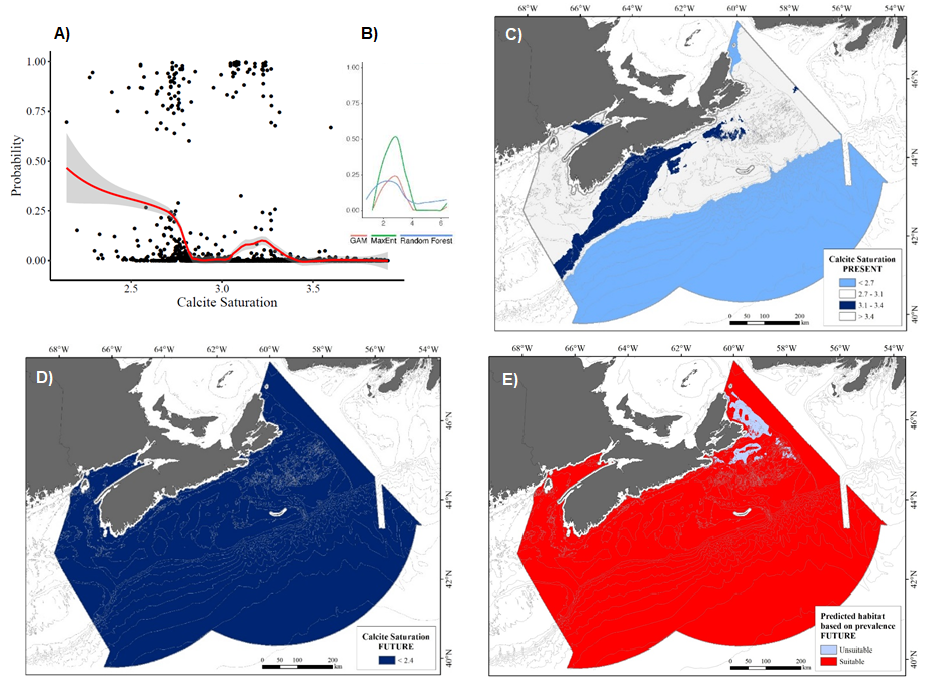 A)
Probability
1.00
0.75
0.50
0.25
0.00
2.5
3.0
3.5
Calcite Saturation
B)
1.00
0.75
0.50
0.25
0.00
2
4
6
GAM MaxEnt Random Forest
C)
68°W 66°W 64°W 62°W 60°W 58°W 56°W 54°W
46°N
44°N
42°N
40°N
Calcite Saturation
PRESENT
< 2.7
2.7 - 3.1
3.1 - 3.4
> 3.4
0 50 100 200
km
D)
68°W 66°W 64°W 62°W 60°W 58°W 56°W 54°W
46°N
44°N
42°N
40°N
Calcite Saturation
FUTURE
< 2.4
0 50 100 200
km
E)
68°W 66°W 64°W 62°W 60°W 58°W 56°W 54°W
46°N
44°N
42°N
40°N
Predicted habitat
based on prevalence
FUTURE
Unsuitable
Suitable
0 50 100 200
km